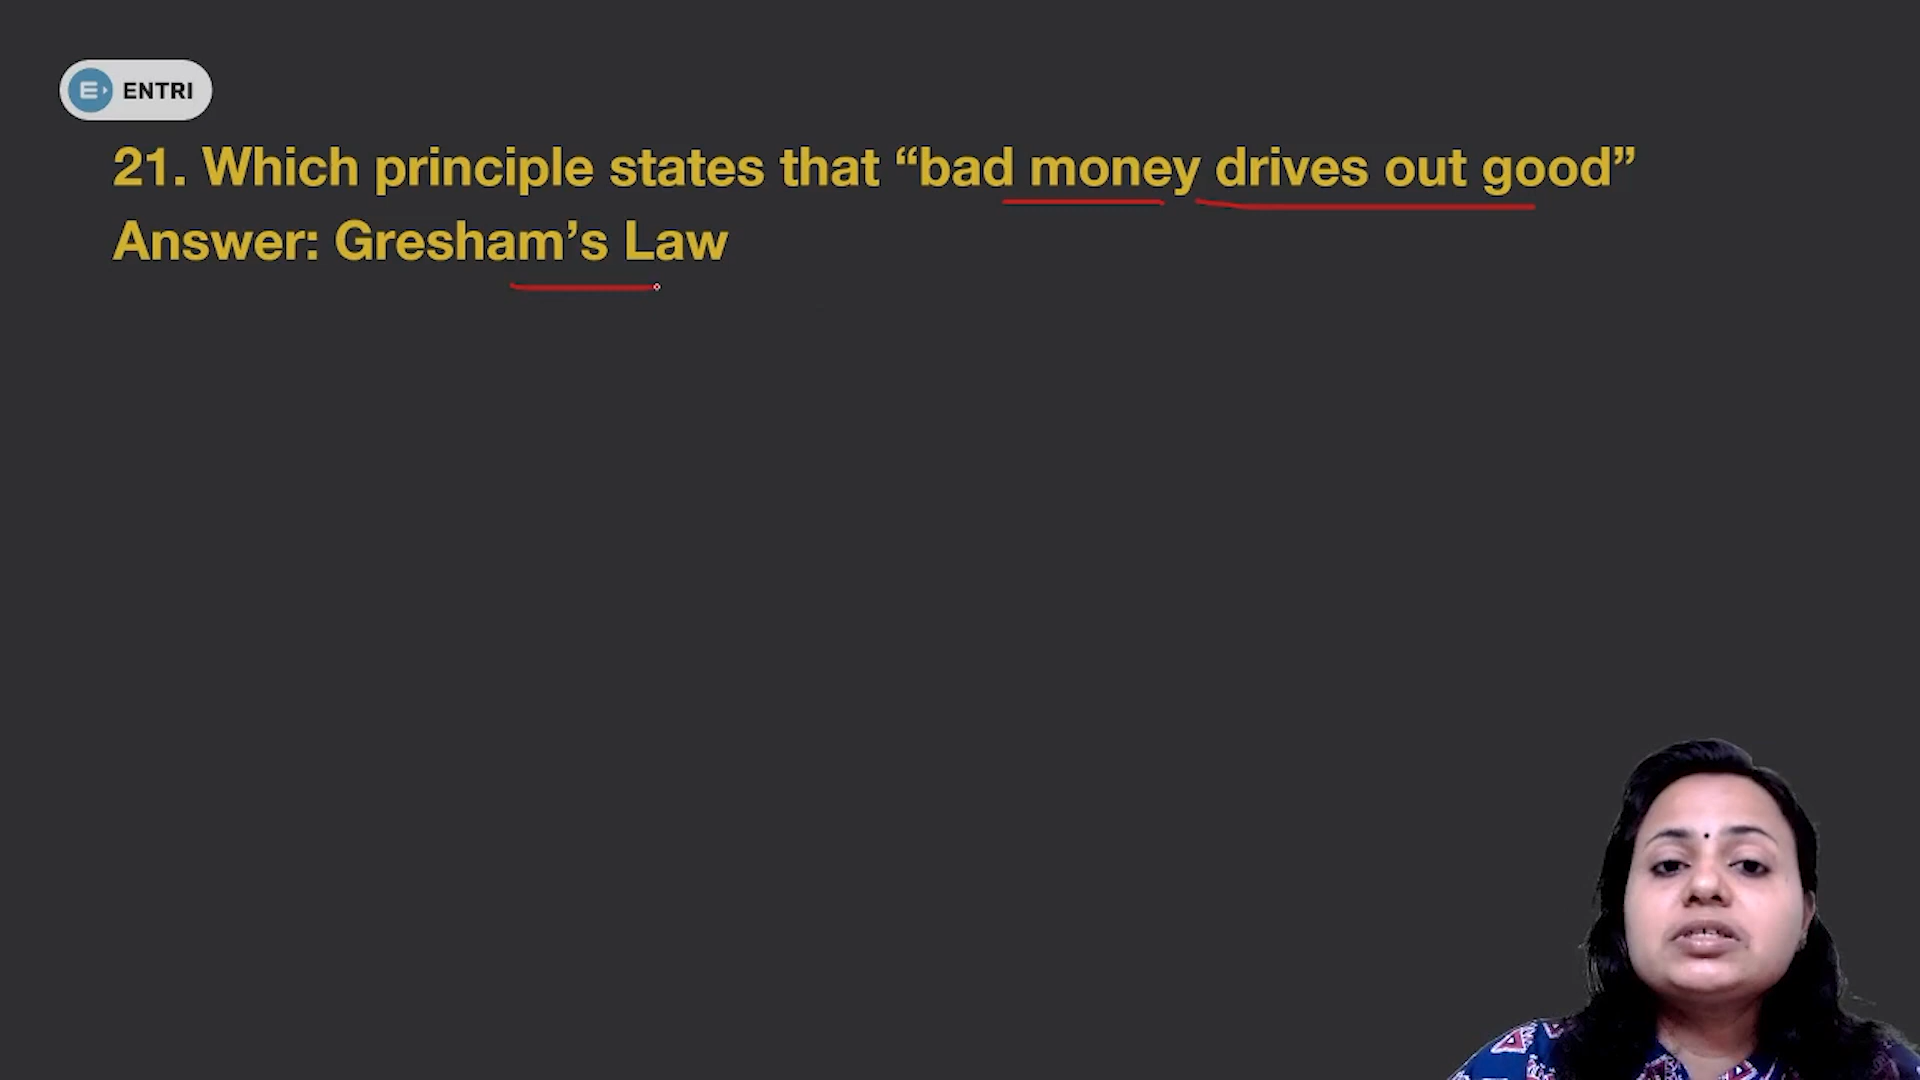 ENTRI
21. Which principle states that “bad money drives out good”
Answer: Gresham’s Law